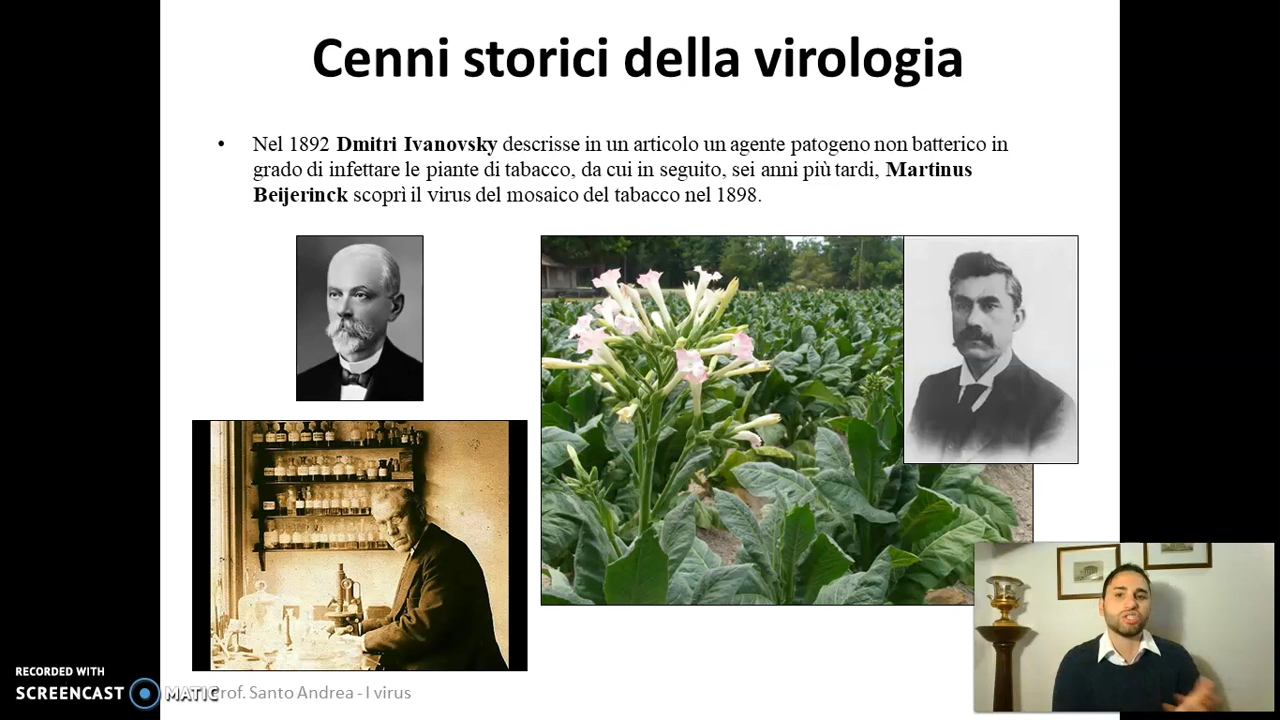 Cenni storici della virologia
• Nel 1892 Dmitri Ivanovsky descrisse in un articolo un agente patogeno non batterico in
grado di infettare le piante di tabacco, da cui in seguito, sei anni più tardi, Martinus
Beijerinck scoprì il virus del mosaico del tabacco nel 1898.
RECORDED WITH
SCREENCAST MATIC
Prof. Santo Andrea - I virus